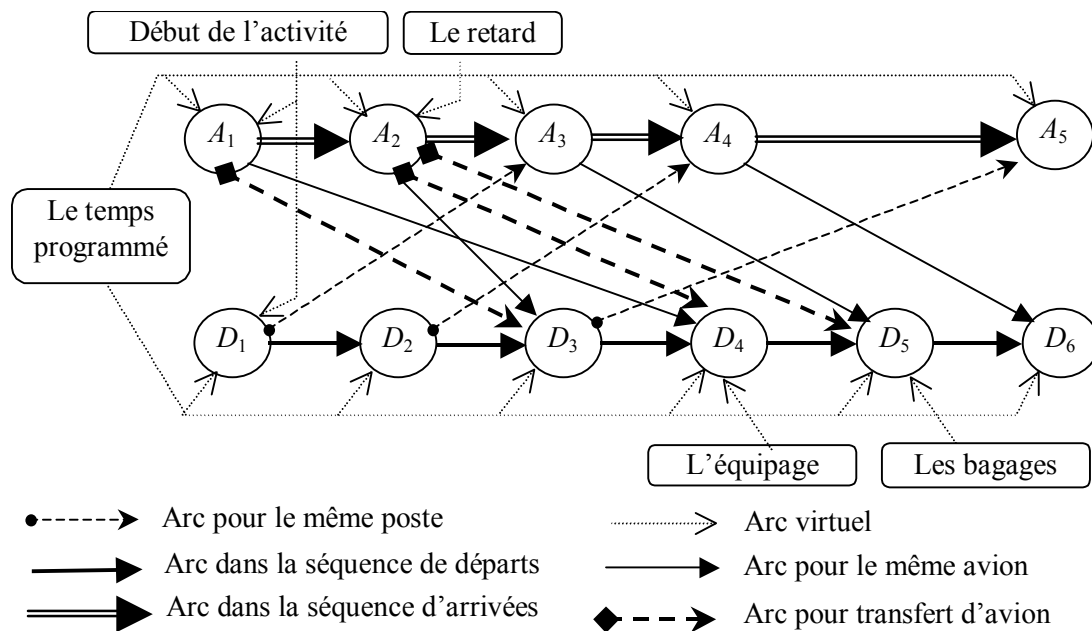 Début de l’activité
Le retard
A1
A2
A3
A4
A5
Le temps
programmé
D1
D2
D3
D4
D5
D6
L’équipage
Les bagages
Arc pour le même poste
Arc virtuel
Arc dans la séquence de départs
Arc pour le même avion
Arc dans la séquence d’arrivées
Arc pour transfert d’avion